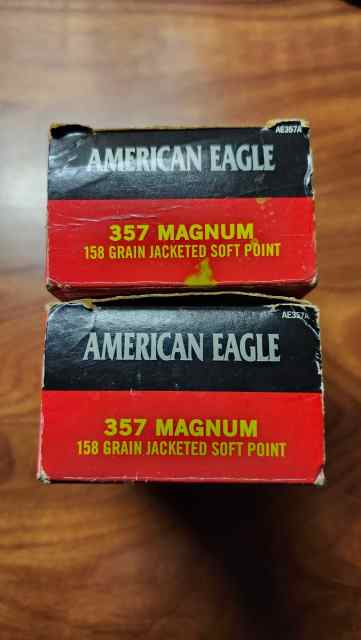 AE357A
AMERICAN EAGLE
357 MAGNUM
158 GRAIN JACKETED SOFT POINT
AE357A
AMERICAN EAGLE
357 MAGNUM
158 GRAIN JACKETED SOFT POINT